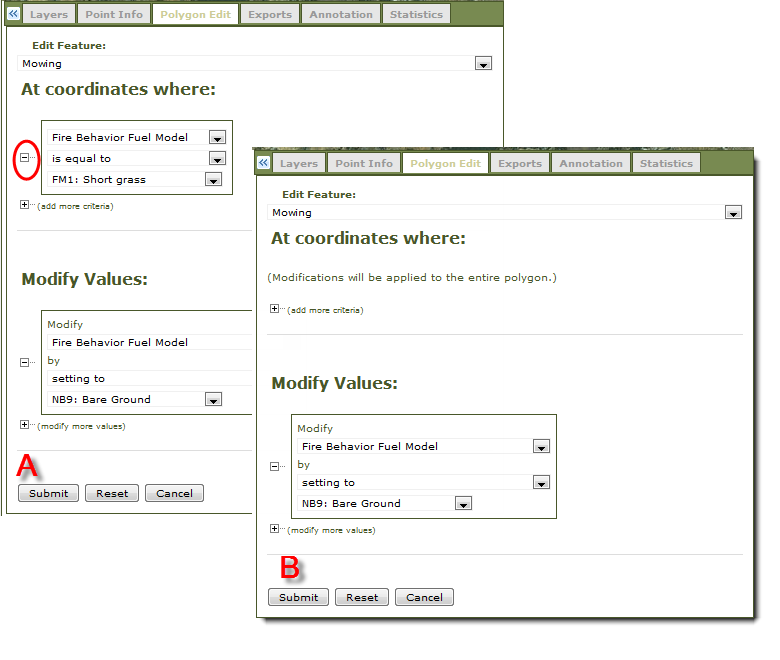 « Layers Point Info Polygon Edit Exports Annotation Statistics
Edit Feature:
Mowing
At coordinates where:
Fire Behavior Fuel Model
is equal to
FM1: Short grass
(add more criteria)
Modify Values:
Modify
Fire Behavior Fuel Model
by
setting to
NB9: Bare Ground
(modify more values)
A
Submit Reset Cancel
« Layers Point Info Polygon Edit Exports Annotation Statistics
Edit Feature:
Mowing
At coordinates where:
(Modifications will be applied to the entire polygon.)
(add more criteria)
Modify Values:
Modify
Fire Behavior Fuel Model
by
setting to
NB9: Bare Ground
(modify more values)
B
Submit Reset Cancel